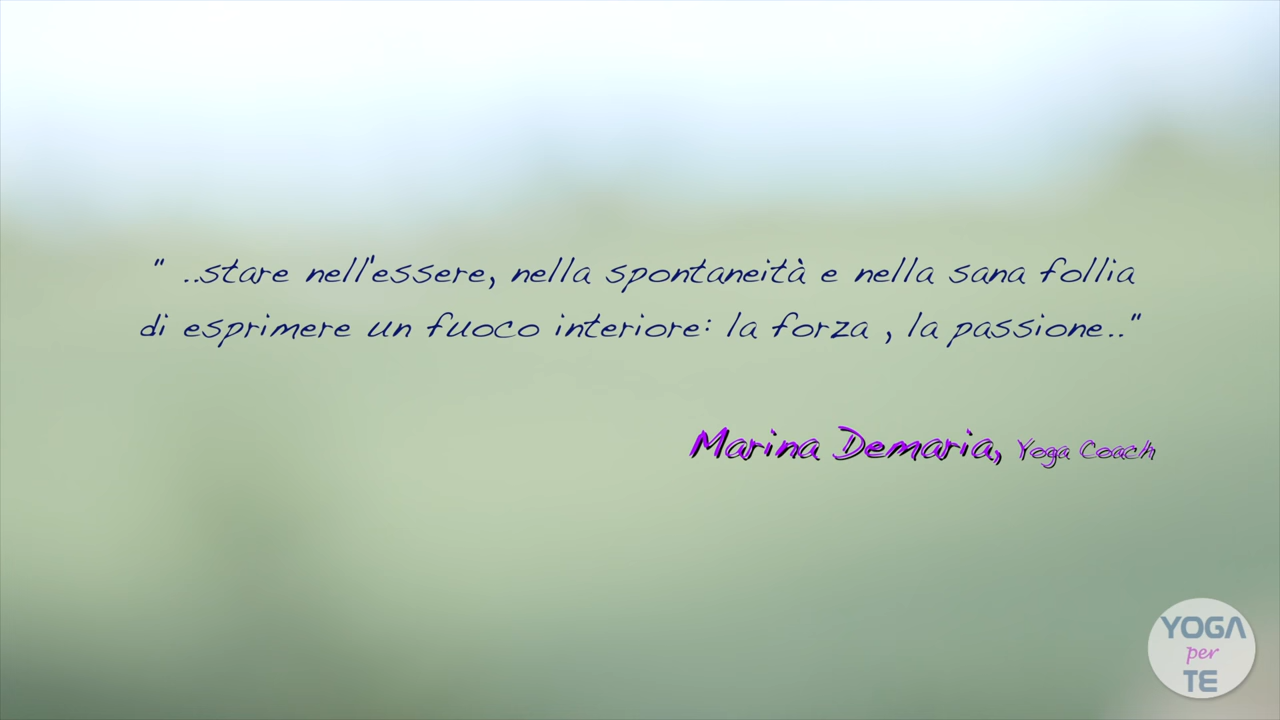 " ..stare nell'essere, nella spontaneità e nella sana follia
di esprimere un fuoco interiore: la forza , la passione.."
Marina Demaria, Yoga Coach
YOGA
per
TE